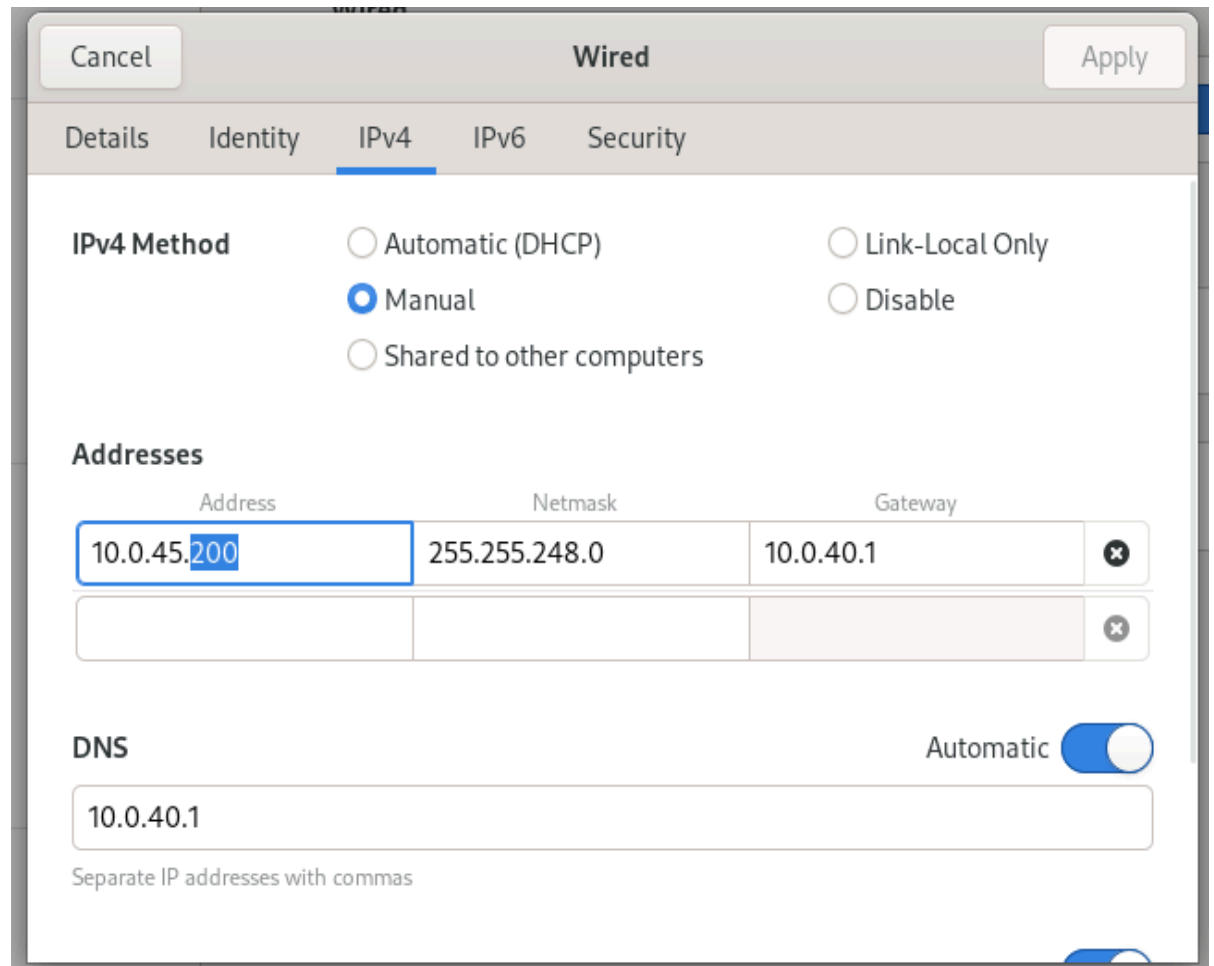 Wired
Cancel Wired Apply
Details Identity IPv4 IPv6 Security
IPv4 Method Automatic (DHCP) Link-Local Only
Manual Disable
Shared to other computers
Addresses
Address Netmask Gateway
10.0.45.200 255.255.248.0 10.0.40.1
DNS Automatic
10.0.40.1
Separate IP addresses with commas